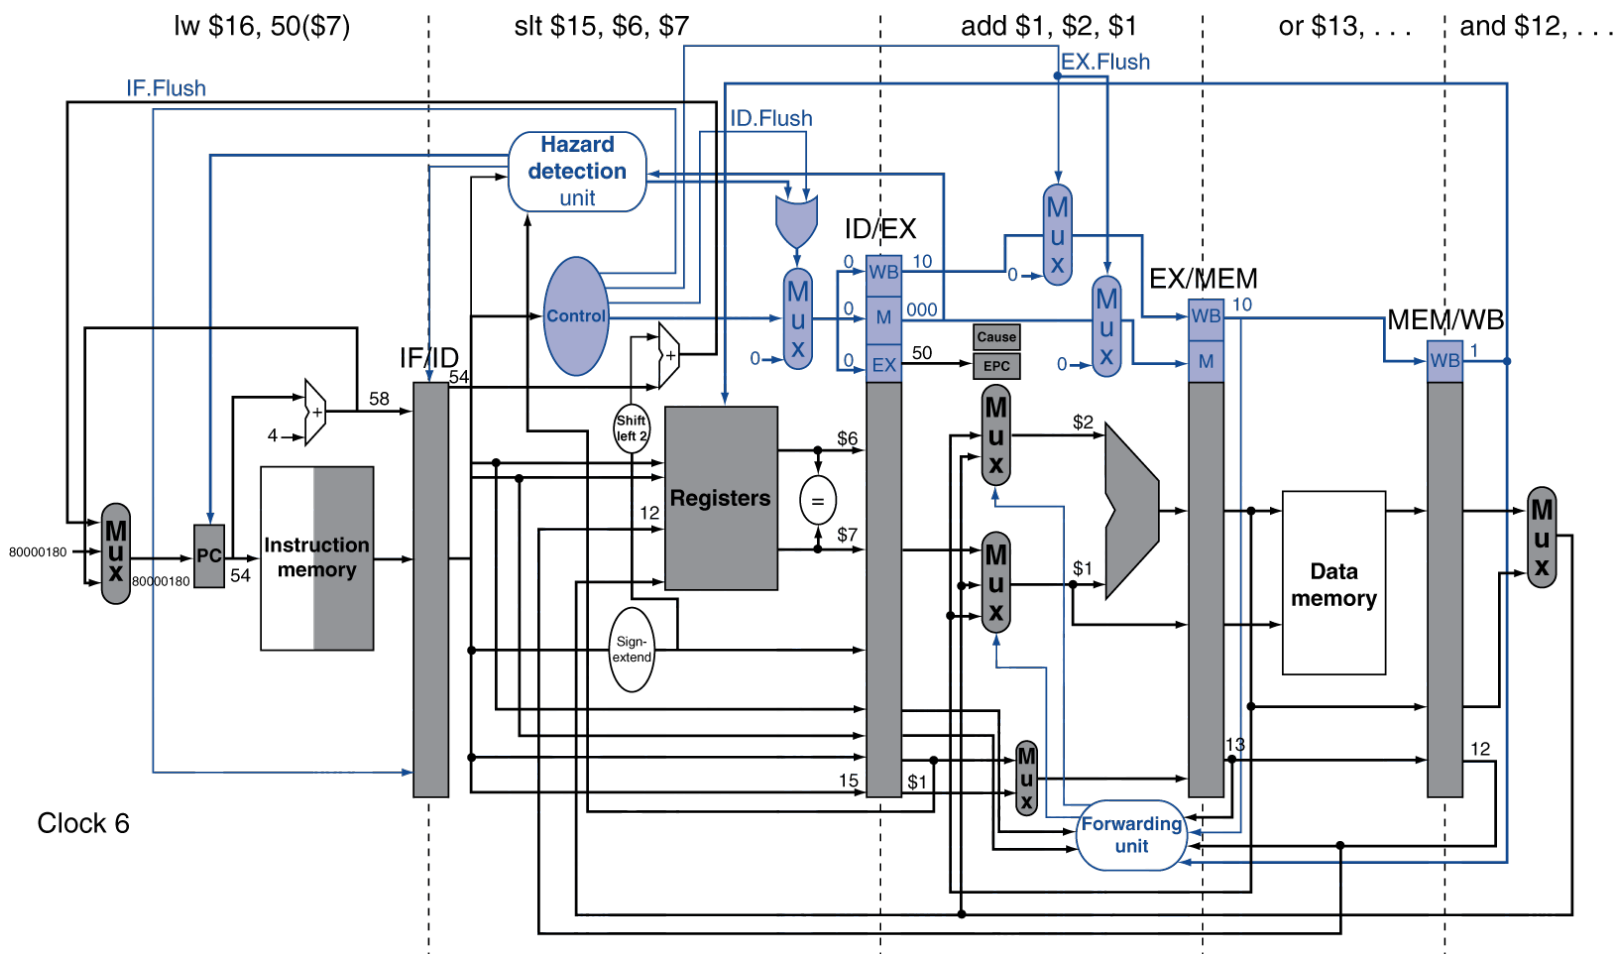 lw $16, 50($7)
slt $15, $6, $7
add $1, $2, $1
or $13, . . .
and $12, . . .
EX.Flush
IF.Flush
ID.Flush
Hazard
detection
unit
M
u
x
0
ID/EX
0
WB
10
0
M
000
0
EX
50
Control
M
u
x
0
M
u
x
0
Cause
EPC
EX/MEM
WB
10
M
MEM/WB
WB
1
IF/ID
54
+
58
4
+
Shift
left 2
M
u
x
80000180
80000180
PC
54
Instruction
memory
Registers
12
$6
=
$7
Sign-
extend
15
$1
M
u
x
$2
M
u
x
$1
M
u
x
Data
memory
13
12
M
u
x
Forwarding
unit
Clock 6